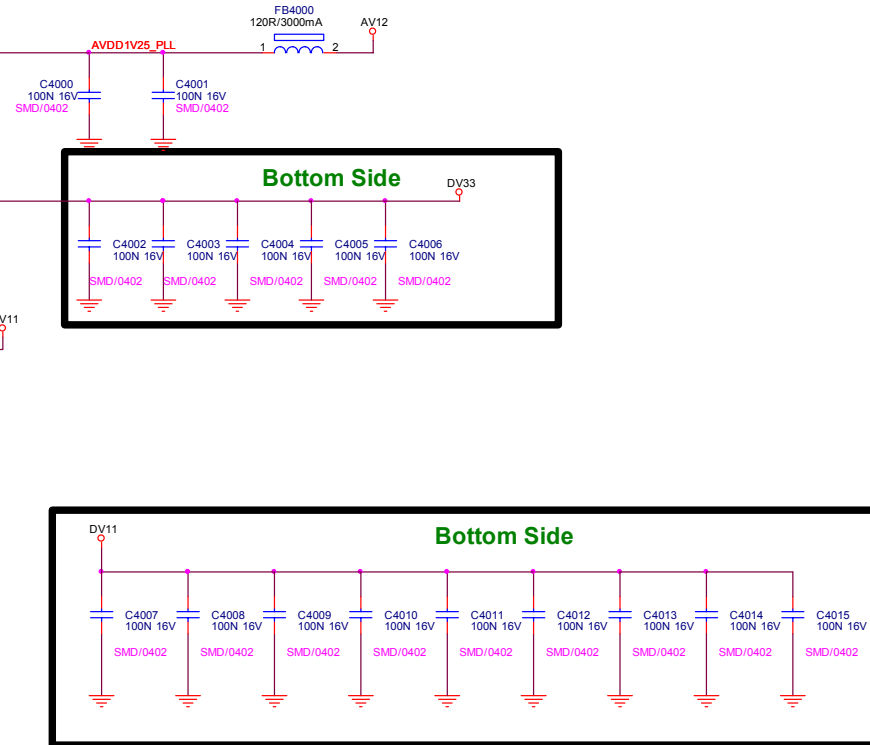 FB4000
120R/3000mA
AV12
AVDD1V25_PLL
1
2
C4000
100N 16V
SMD/0402
C4001
100N 16V
SMD/0402
Bottom Side
DV33
C4002
100N 16V
SMD/0402
C4003
100N 16V
SMD/0402
C4004
100N 16V
SMD/0402
C4005
100N 16V
SMD/0402
C4006
100N 16V
SMD/0402
V11
DV11
Bottom Side
C4007
100N 16V
SMD/0402
C4008
100N 16V
SMD/0402
C4009
100N 16V
SMD/0402
C4010
100N 16V
SMD/0402
C4011
100N 16V
SMD/0402
C4012
100N 16V
SMD/0402
C4013
100N 16V
SMD/0402
C4014
100N 16V
SMD/0402
C4015
100N 16V
SMD/0402